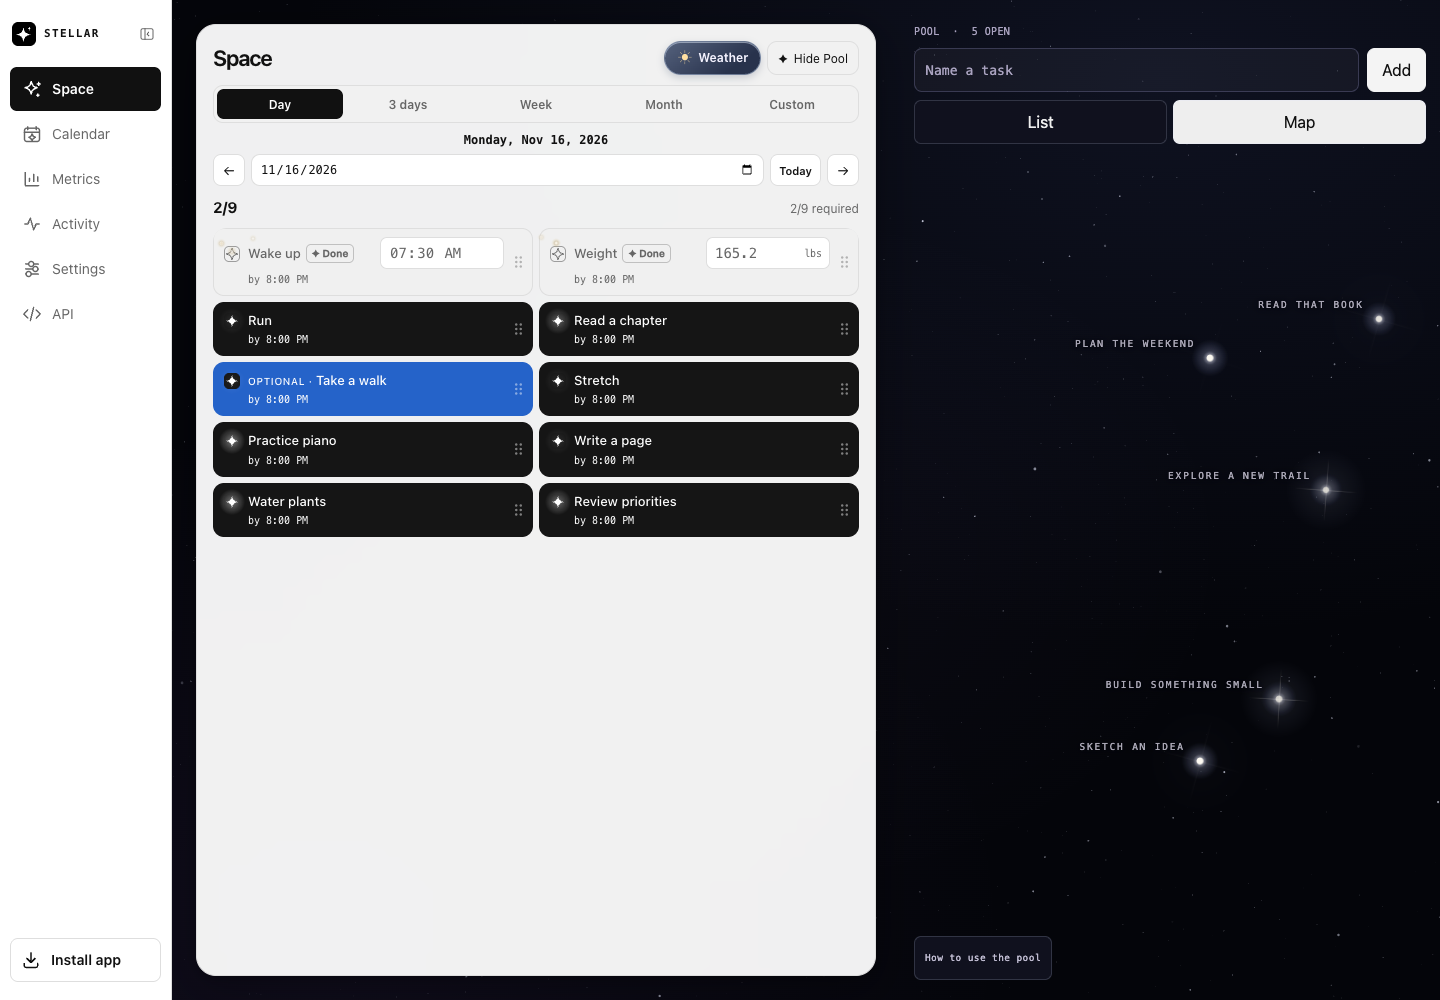 STELLAR
Space
Calendar
Metrics
Activity
Settings
API
Install app
Space
Weather
Hide Pool
Day
3 days
Week
Month
Custom
Monday, Nov 16, 2026
11/16/2026
Today
2/9
2/9 required
Wake up
Done
07:30 AM
by 8:00 PM
Weight
Done
165.2
lbs
by 8:00 PM
Run
by 8:00 PM
Read a chapter
by 8:00 PM
OPTIONAL · Take a walk
by 8:00 PM
Stretch
by 8:00 PM
Practice piano
by 8:00 PM
Write a page
by 8:00 PM
Water plants
by 8:00 PM
Review priorities
by 8:00 PM
POOL · 5 OPEN
Name a task
Add
List
Map
READ THAT BOOK
PLAN THE WEEKEND
EXPLORE A NEW TRAIL
BUILD SOMETHING SMALL
SKETCH AN IDEA
How to use the pool